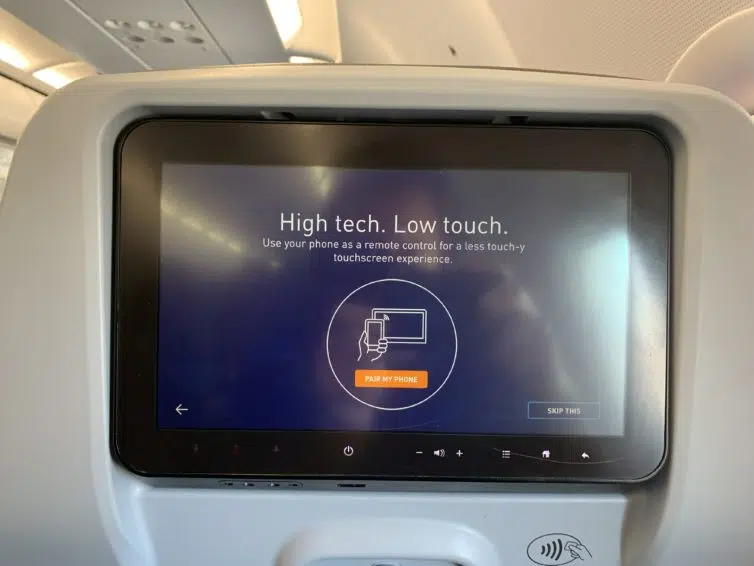 High tech. Low touch.
Use your phone as a remote control for a less touch-y
touchscreen experience.
PAIR MY PHONE
SKIP THIS